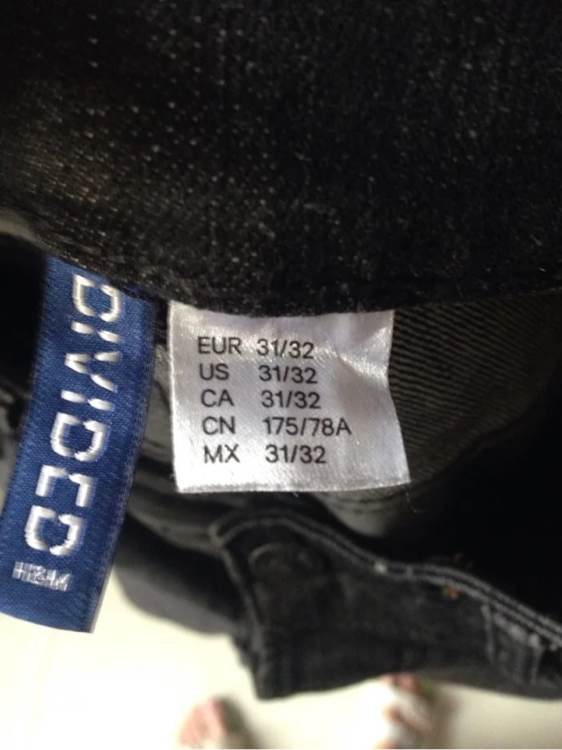 DIVIDED
H&M
EUR 31/32
US 31/32
CA 31/32
CN 175/78A
MX 31/32